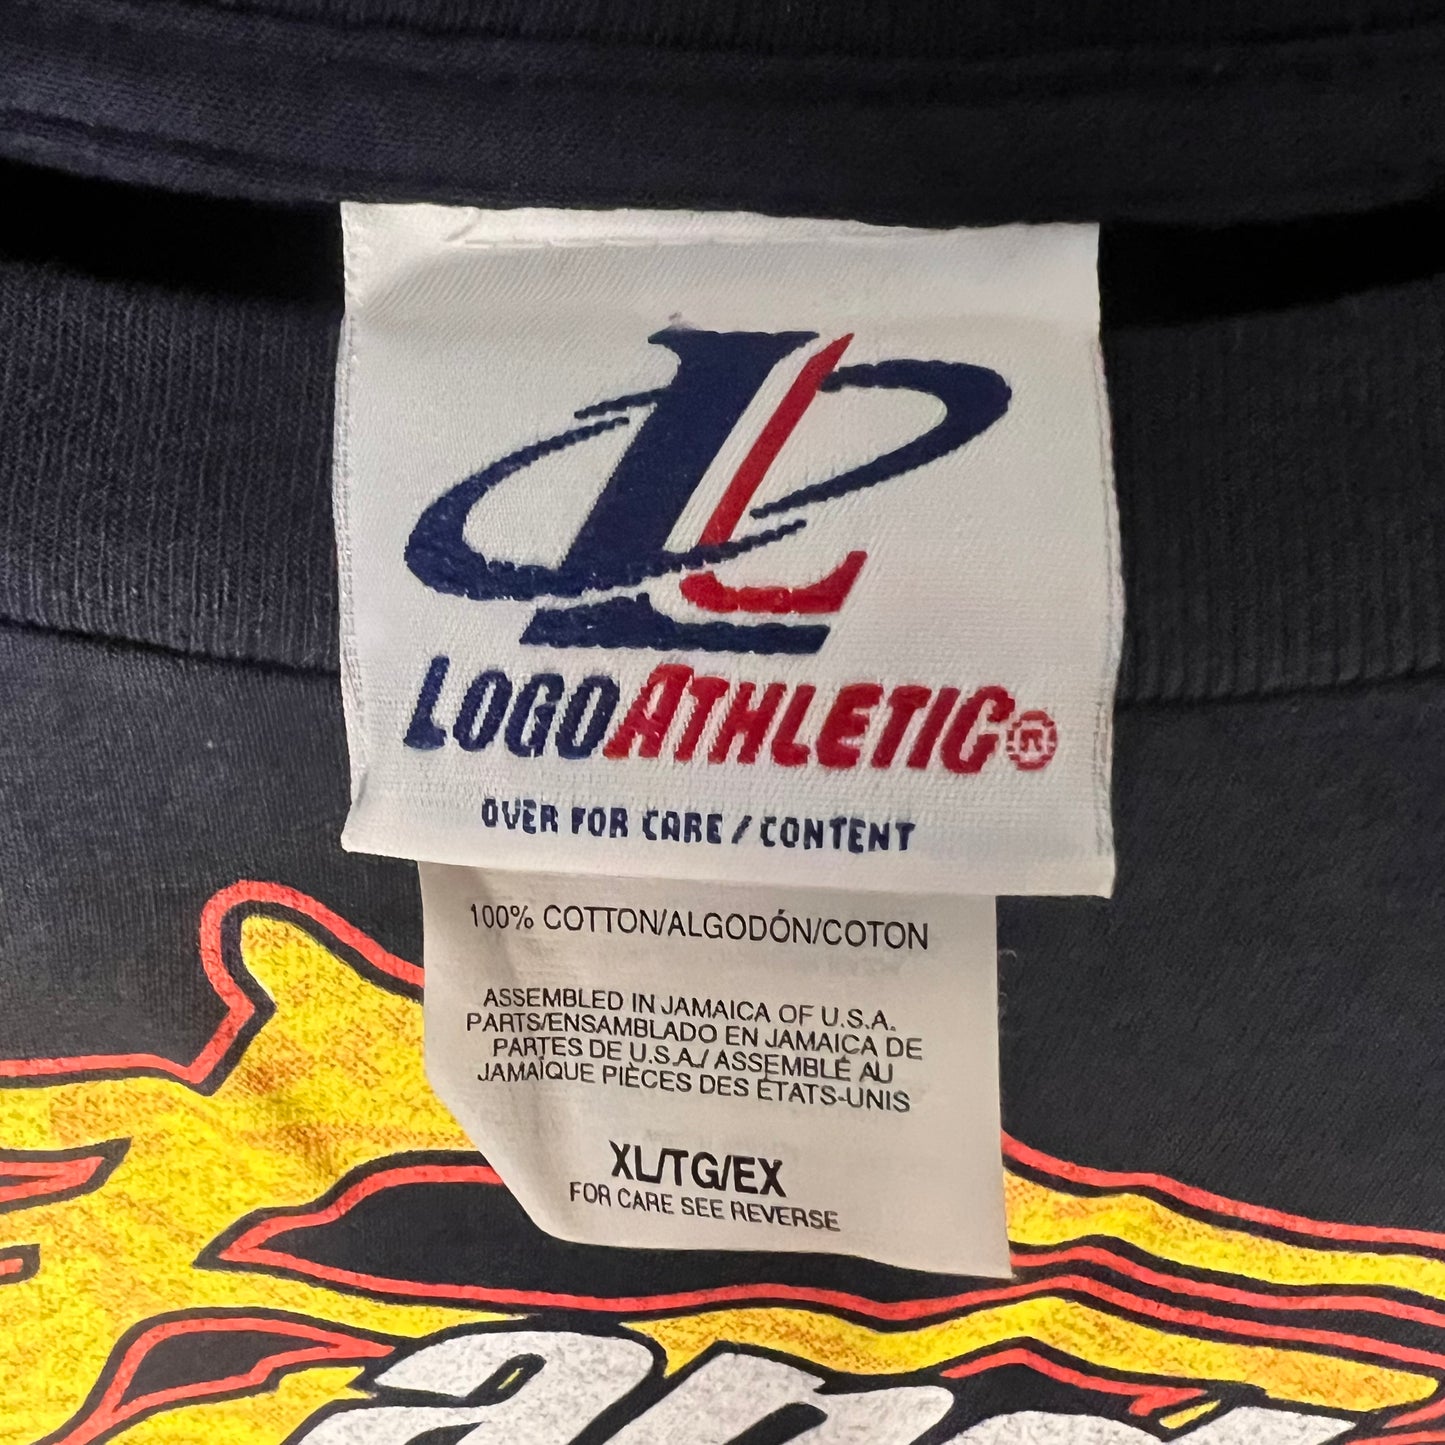 LOGOATHLETIC®
OVER FOR CARE / CONTENT
100% COTTON/ALGODÓN/COTON
ASSEMBLED IN JAMAICA OF U.S.A.
PARTS/ENSAMBLADO EN JAMAICA DE
PARTES DE U.S.A./ ASSEMBLÉ AU
JAMAÏQUE PIÈCES DES ÉTATS-UNIS
XL/TG/EX
FOR CARE SEE REVERSE